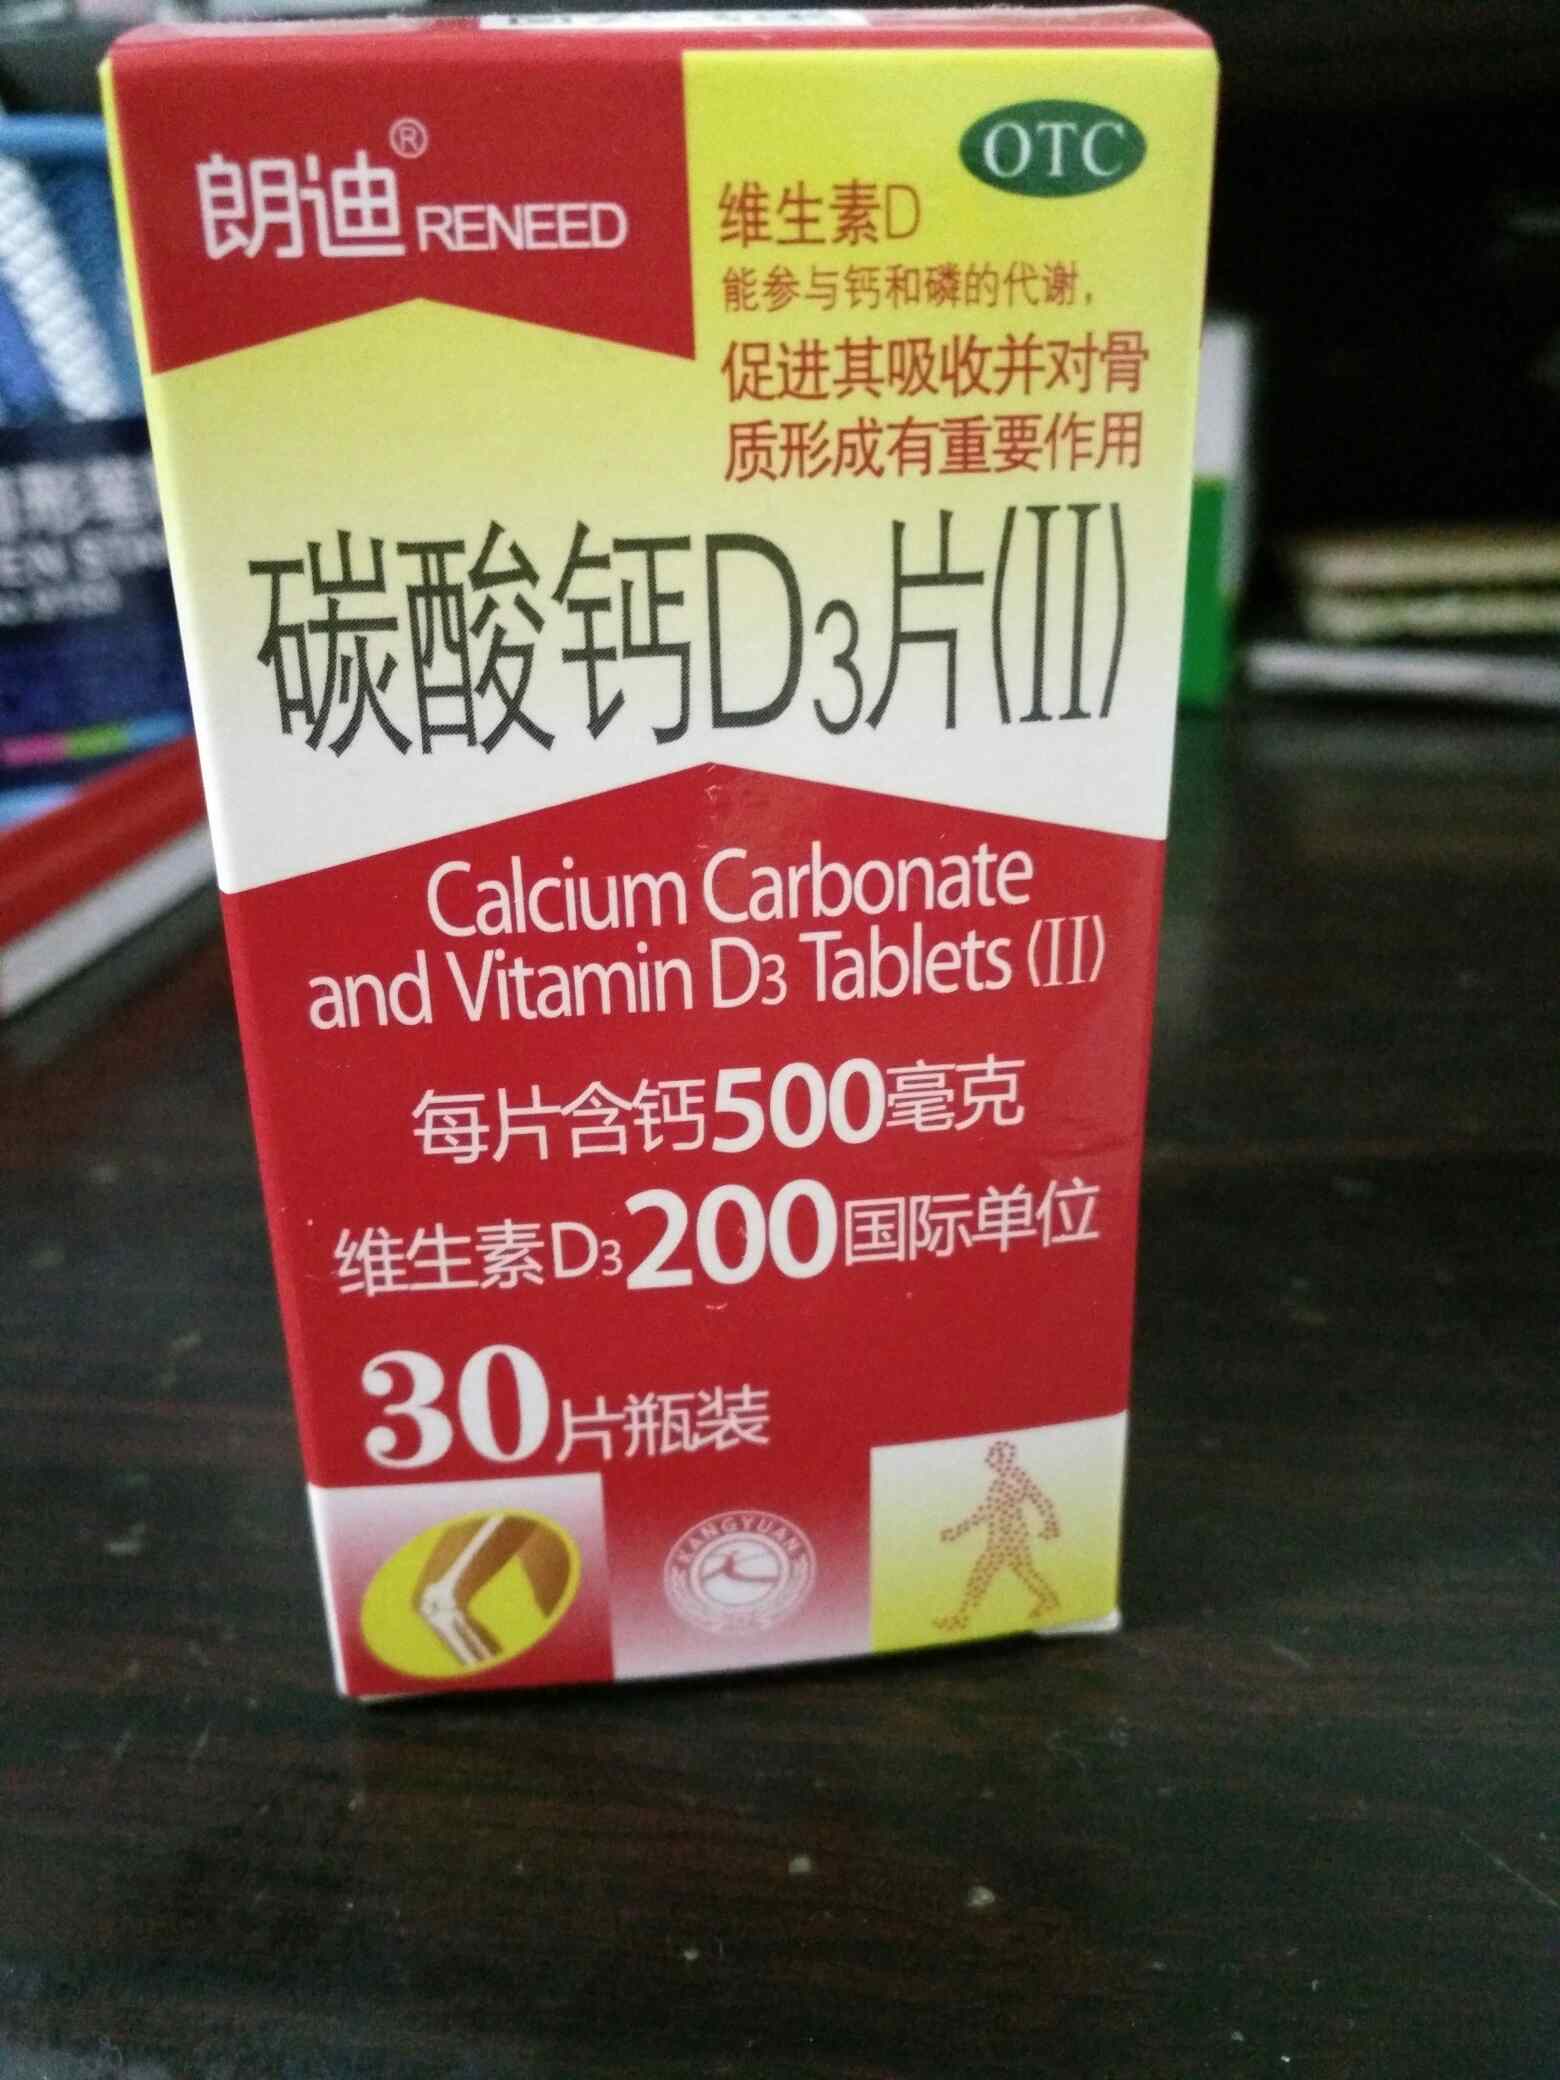 朗迪® RENEED
OTC
维生素D
能参与钙和磷的代谢,
促进其吸收并对骨
质形成有重要作用
碳酸钙D3片(II)
Calcium Carbonate
and Vitamin D3 Tablets (II)
每片含钙500毫克
维生素D3200国际单位
30片瓶装
KANGYUAN